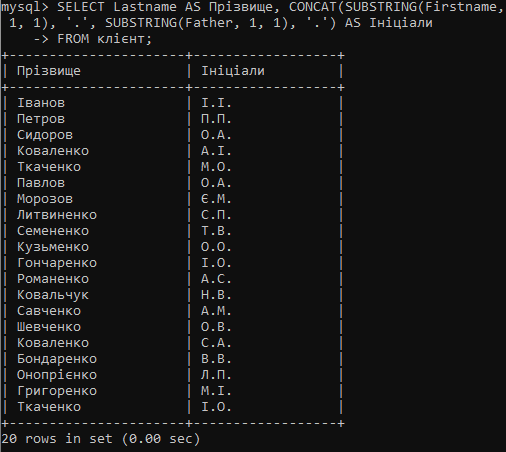 mysql> SELECT Lastname AS Прізвище, CONCAT(SUBSTRING(Firstname,
 1, 1), '.', SUBSTRING(Father, 1, 1), '.') AS Ініціали
    -> FROM клієнт;
+----------------------+------------------+
| Прізвище             | Ініціали         |
+----------------------+------------------+
| Іванов               | І.І.             |
| Петров               | П.П.             |
| Сидоров              | О.А.             |
| Коваленко            | А.І.             |
| Ткаченко             | М.О.             |
| Павлов               | О.А.             |
| Морозов              | Є.М.             |
| Литвиненко           | С.П.             |
| Семененко            | Т.В.             |
| Кузьменко            | О.О.             |
| Гончаренко           | І.О.             |
| Романенко            | А.С.             |
| Ковальчук            | Н.В.             |
| Савченко             | А.М.             |
| Шевченко             | О.В.             |
| Коваленко            | С.А.             |
| Бондаренко           | В.В.             |
| Онопрієнко           | Л.П.             |
| Григоренко           | М.І.             |
| Ткаченко             | І.О.             |
+----------------------+------------------+
20 rows in set (0.00 sec)